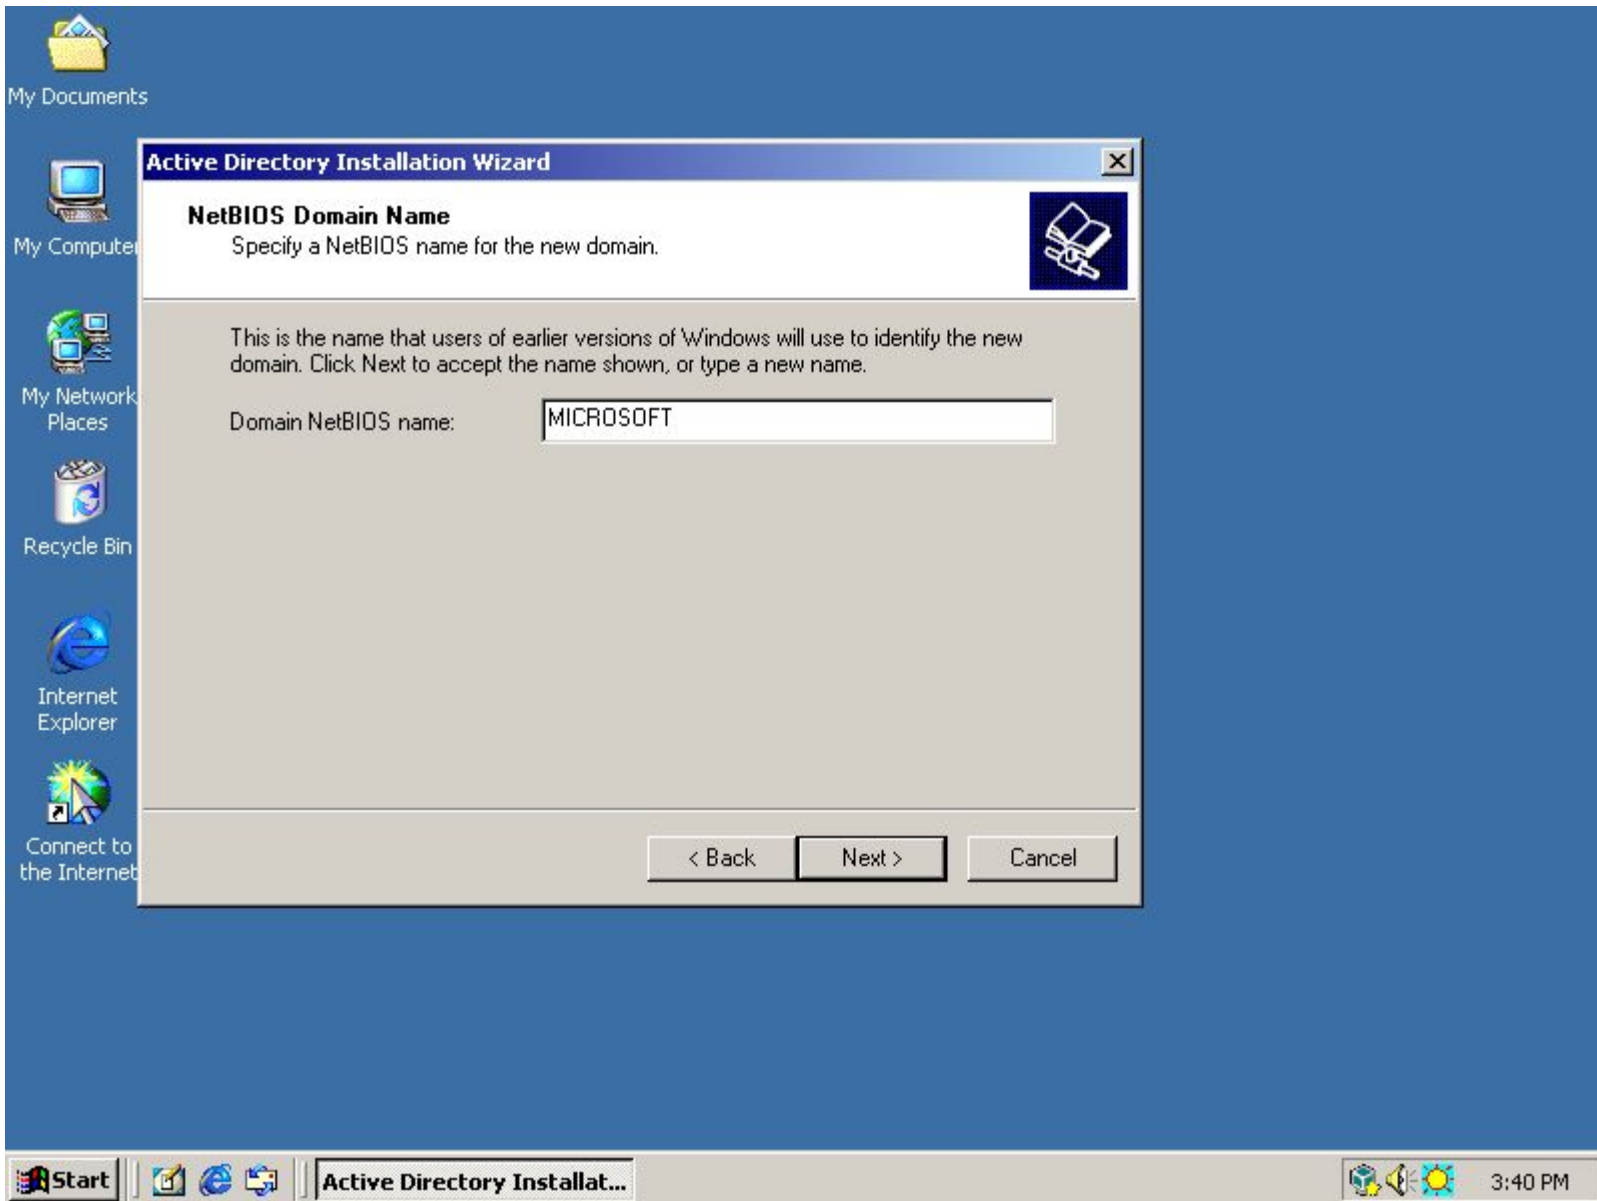 My Documents
My Computer
My Network
Places
Recycle Bin
Internet
Explorer
Connect to
the Internet
Active Directory Installation Wizard
NetBIOS Domain Name
Specify a NetBIOS name for the new domain.
This is the name that users of earlier versions of Windows will use to identify the new
domain. Click Next to accept the name shown, or type a new name.
Domain NetBIOS name: MICROSOFT
< Back Next > Cancel
Start Active Directory Installat... 3:40 PM